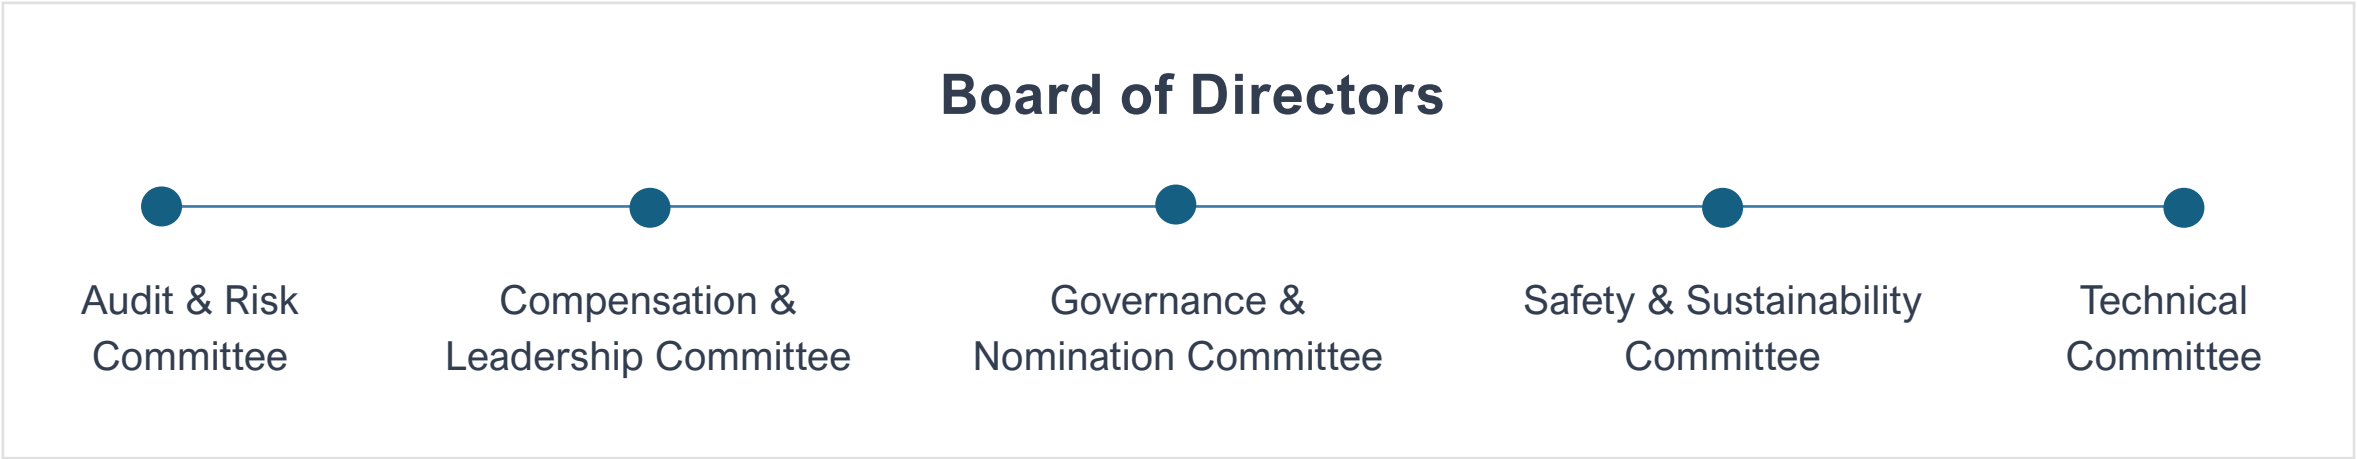 Board of Directors
Audit & Risk
Committee
Compensation &
Leadership Committee
Governance &
Nomination Committee
Safety & Sustainability
Committee
Technical
Committee